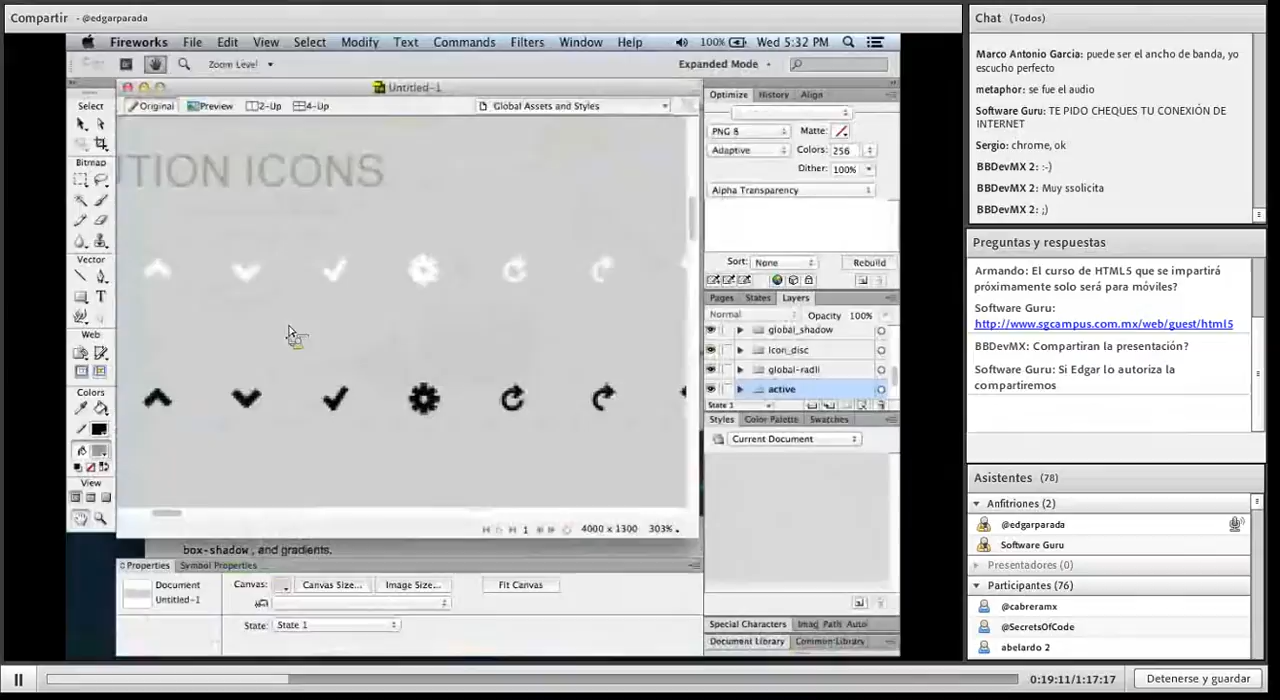 Compartir - @edgarparada
Fireworks File Edit View Select Modify Text Commands Filters Window Help 100% Wed 5:32 PM
Zoom Level Expanded Mode
Untitled-1
Original Preview 2-Up 4-Up Global Assets and Styles
Select
Bitmap
Vector
Web
Colors
View
UTION ICONS
4000 x 1300 303%
box-shadow , and gradients.
Properties Symbol Properties
Document
Untitled-1
Canvas: Canvas Size... Image Size... Fit Canvas
State: State 1
Optimize History Align
PNG 8 Matte:
Adaptive Colors: 256
Dither: 100%
Alpha Transparency
Sort: None Rebuild
Pages States Layers
Normal Opacity 100%
global_shadow
icon_disc
global-radii
active
State 1
Styles Color Palette Swatches
Current Document
Special Characters Imag Path Auto
Document Library Common Library
Chat (Todos)
Marco Antonio Garcia: puede ser el ancho de banda, yo
escucho perfecto
metaphor: se fue el audio
Software Guru: TE PIDO CHEQUES TU CONEXIÓN DE
INTERNET
Sergio: chrome, ok
BBDevMX 2: :-)
BBDevMX 2: Muy ssolicita
BBDevMX 2: ;)
Preguntas y respuestas
Armando: El curso de HTML5 que se impartirá
próximamente solo será para móviles?
Software Guru:
http://www.sgcampus.com.mx/web/guest/html5
BBDevMX: Compartiran la presentación?
Software Guru: Si Edgar lo autoriza la
compartiremos
Asistentes (78)
Anfitriones (2)
@edgarparada
Software Guru
Presentadores (0)
Participantes (76)
@cabreramx
@SecretsOfCode
abelardo 2
0:19:11/1:17:17 Detenerse y guardar